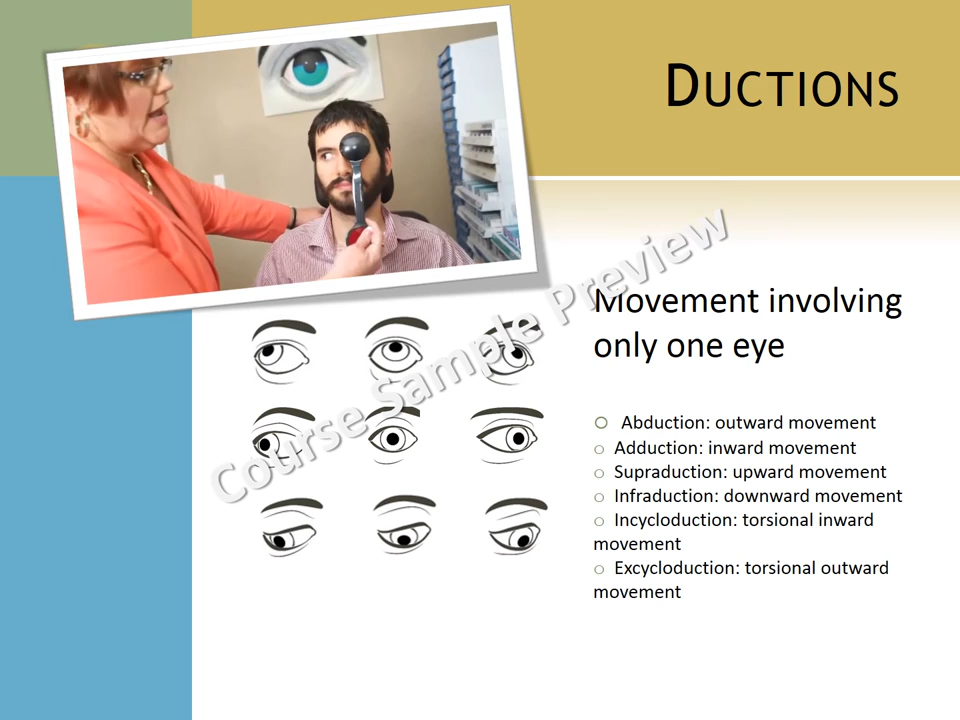 DUCTIONS
Course Sample Preview
Movement involving
only one eye
Abduction: outward movement
Adduction: inward movement
Supraduction: upward movement
Infraduction: downward movement
Incycloduction: torsional inward
movement
Excycloduction: torsional outward
movement